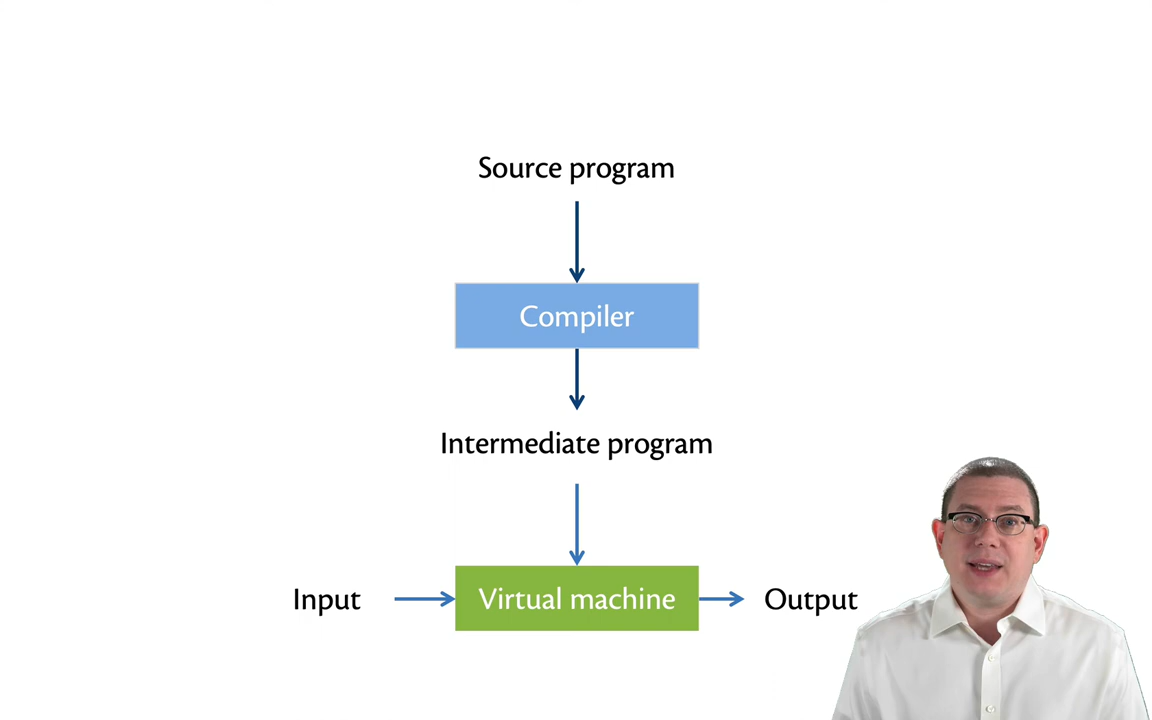 Source program
Compiler
Intermediate program
Input
Virtual machine
Output